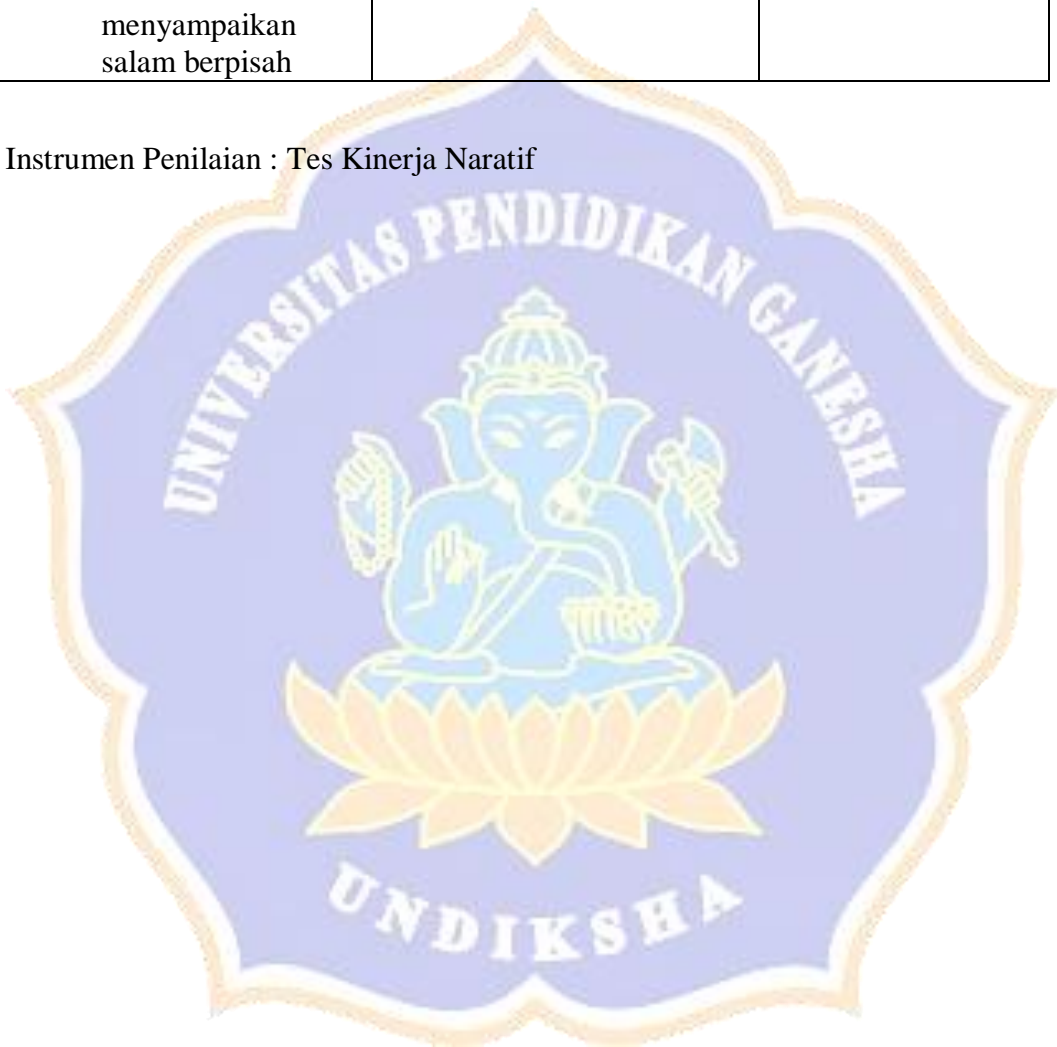 menyampaikan
salam berpisah
Instrumen Penilaian : Tes Kinerja Naratif
UNIVERSITAS PENDIDIKAN GANESHA
UNDIKSHA